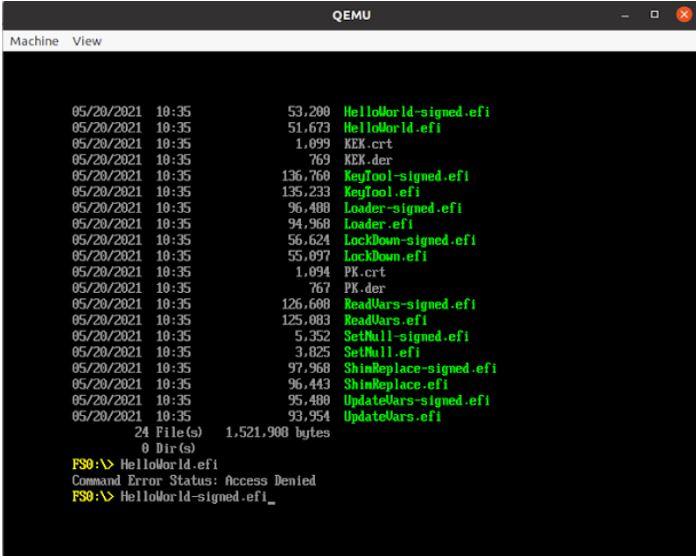 QEMU
Machine View
05/20/2021 10:35 53,200 HelloWorld-signed.efi
05/20/2021 10:35 51,673 HelloWorld.efi
05/20/2021 10:35 1,099 KEK.crt
05/20/2021 10:35 769 KEK.der
05/20/2021 10:35 136,760 KeyTool-signed.efi
05/20/2021 10:35 135,233 KeyTool.efi
05/20/2021 10:35 96,488 Loader-signed.efi
05/20/2021 10:35 94,968 Loader.efi
05/20/2021 10:35 56,624 LockDown-signed.efi
05/20/2021 10:35 55,097 LockDown.efi
05/20/2021 10:35 1,094 PK.crt
05/20/2021 10:35 767 PK.der
05/20/2021 10:35 126,608 ReadVars-signed.efi
05/20/2021 10:35 125,083 ReadVars.efi
05/20/2021 10:35 5,352 SetNull-signed.efi
05/20/2021 10:35 3,825 SetNull.efi
05/20/2021 10:35 97,968 ShimReplace-signed.efi
05/20/2021 10:35 96,443 ShimReplace.efi
05/20/2021 10:35 95,480 UpdateVars-signed.efi
05/20/2021 10:35 93,954 UpdateVars.efi
24 File(s) 1,521,908 bytes
0 Dir(s)
FS0:\> HelloWorld.efi
Command Error Status: Access Denied
FS0:\> HelloWorld-signed.efi_